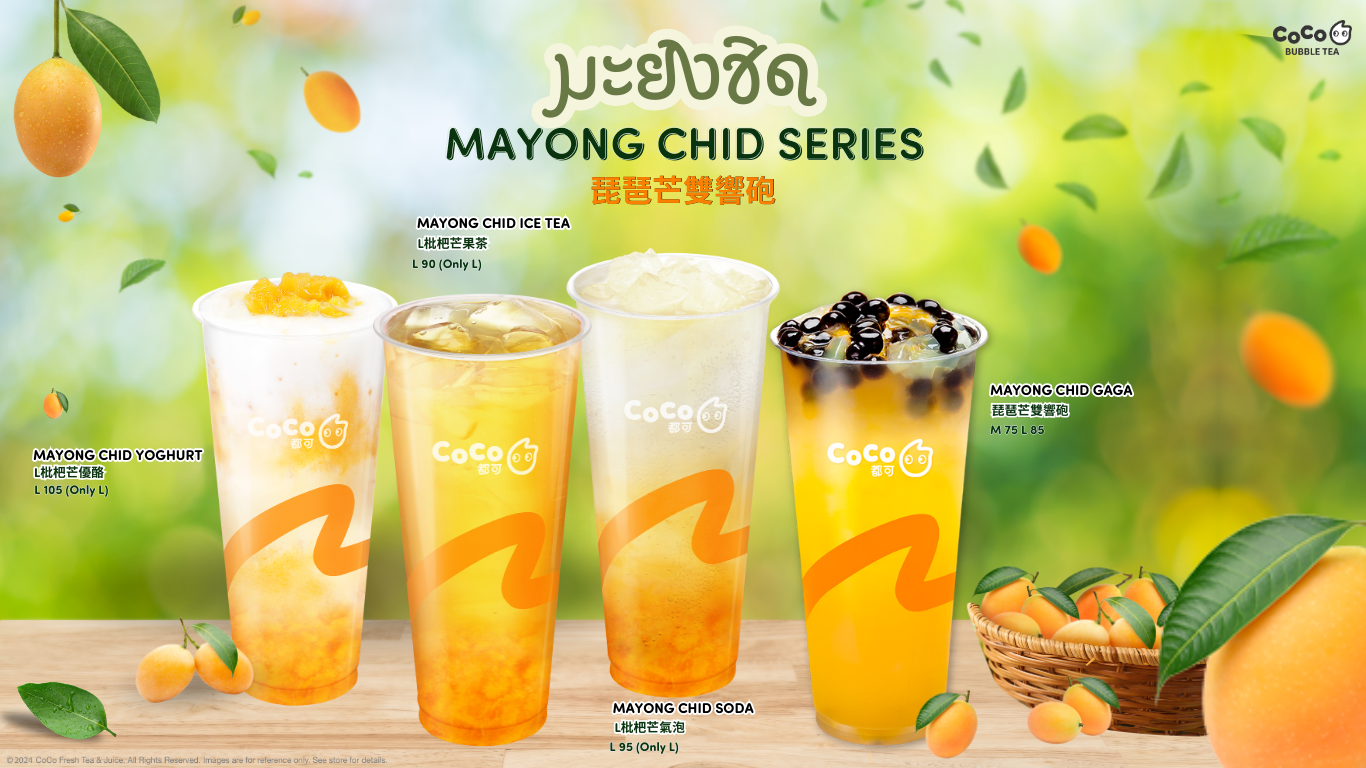 มะยงชิด
MAYONG CHID SERIES
琵琶芒雙響砲
CoCo
BUBBLE TEA
MAYONG CHID ICE TEA
L枇杷芒果茶
L 90 (Only L)
MAYONG CHID YOGHURT
L枇杷芒優酪
L 105 (Only L)
CoCo
都可
CoCo
都可
CoCo
都可
CoCo
都可
MAYONG CHID GAGA
琵琶芒雙響砲
M 75 L 85
MAYONG CHID SODA
L枇杷芒氣泡
L 95 (Only L)
©2024 CoCo Fresh Tea & Juice. All Rights Reserved. Images are for reference only. See store for details.